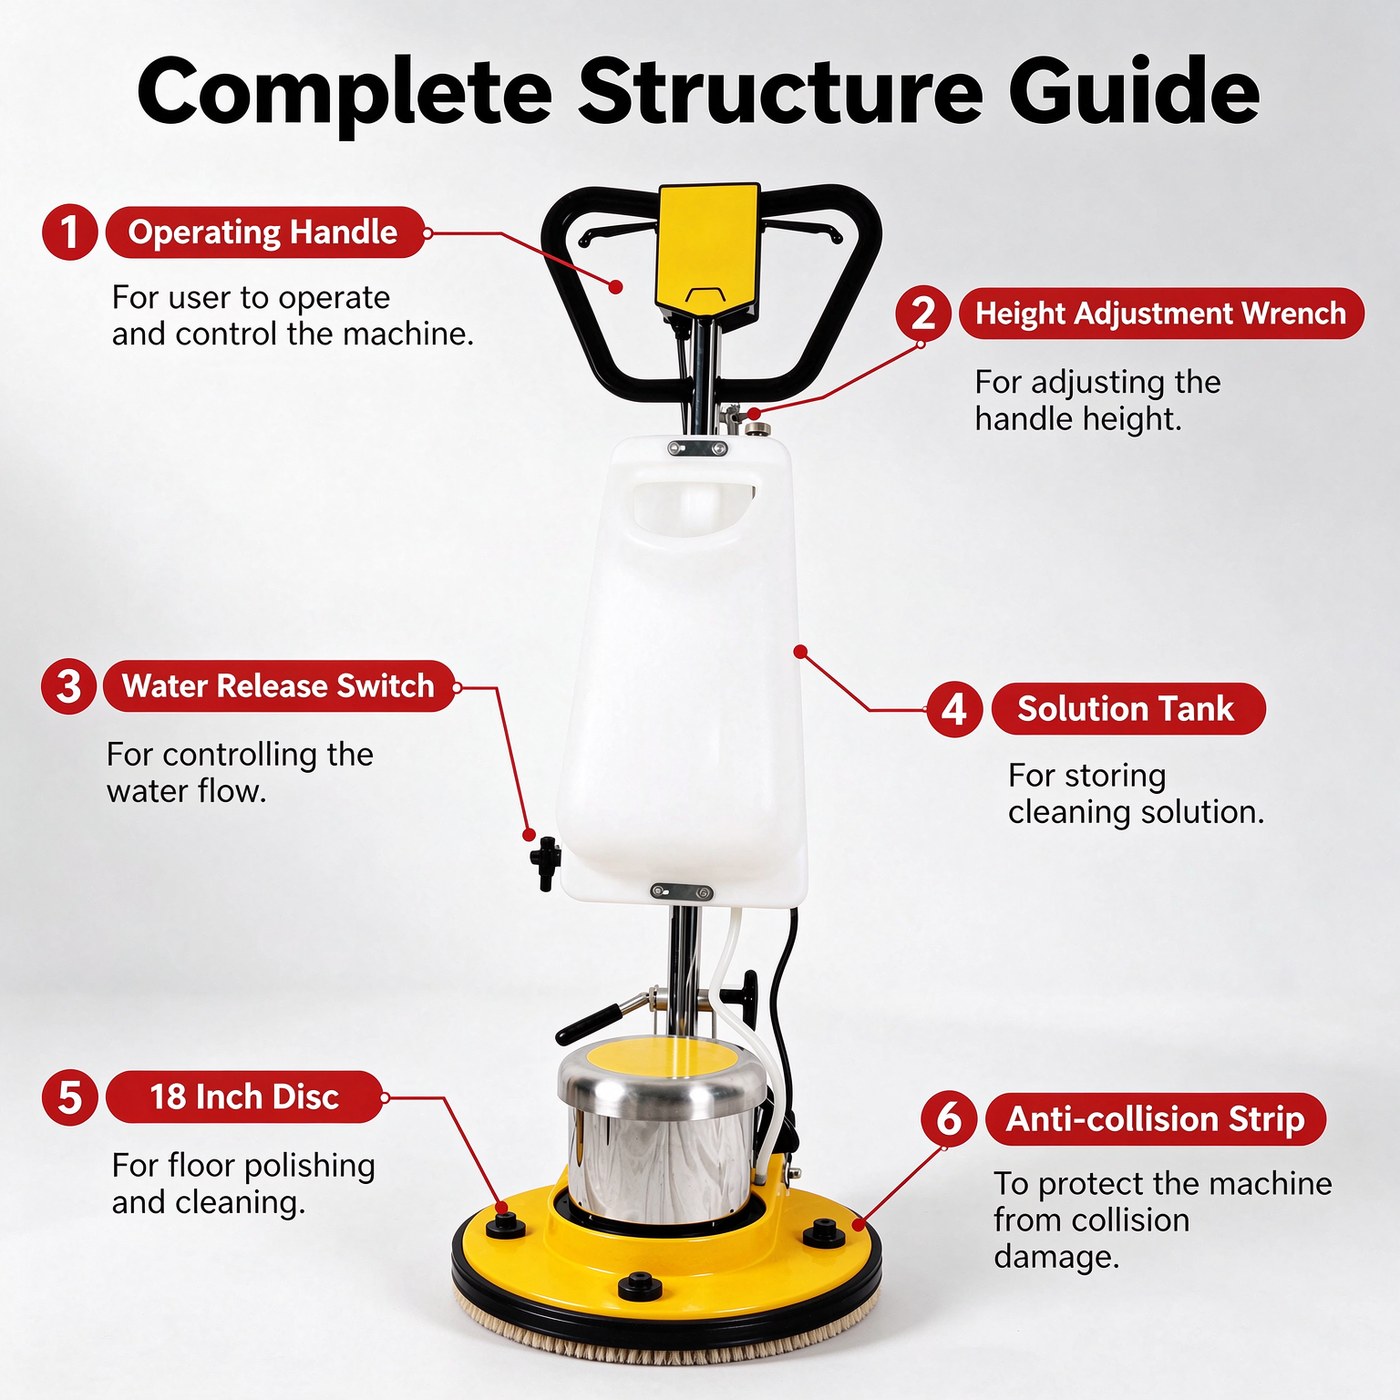 Complete Structure Guide
1 Operating Handle
For user to operate
and control the machine.
2 Height Adjustment Wrench
For adjusting the
handle height.
3 Water Release Switch
For controlling the
water flow.
4 Solution Tank
For storing
cleaning solution.
5 18 Inch Disc
For floor polishing
and cleaning.
6 Anti-collision Strip
To protect the machine
from collision
damage.